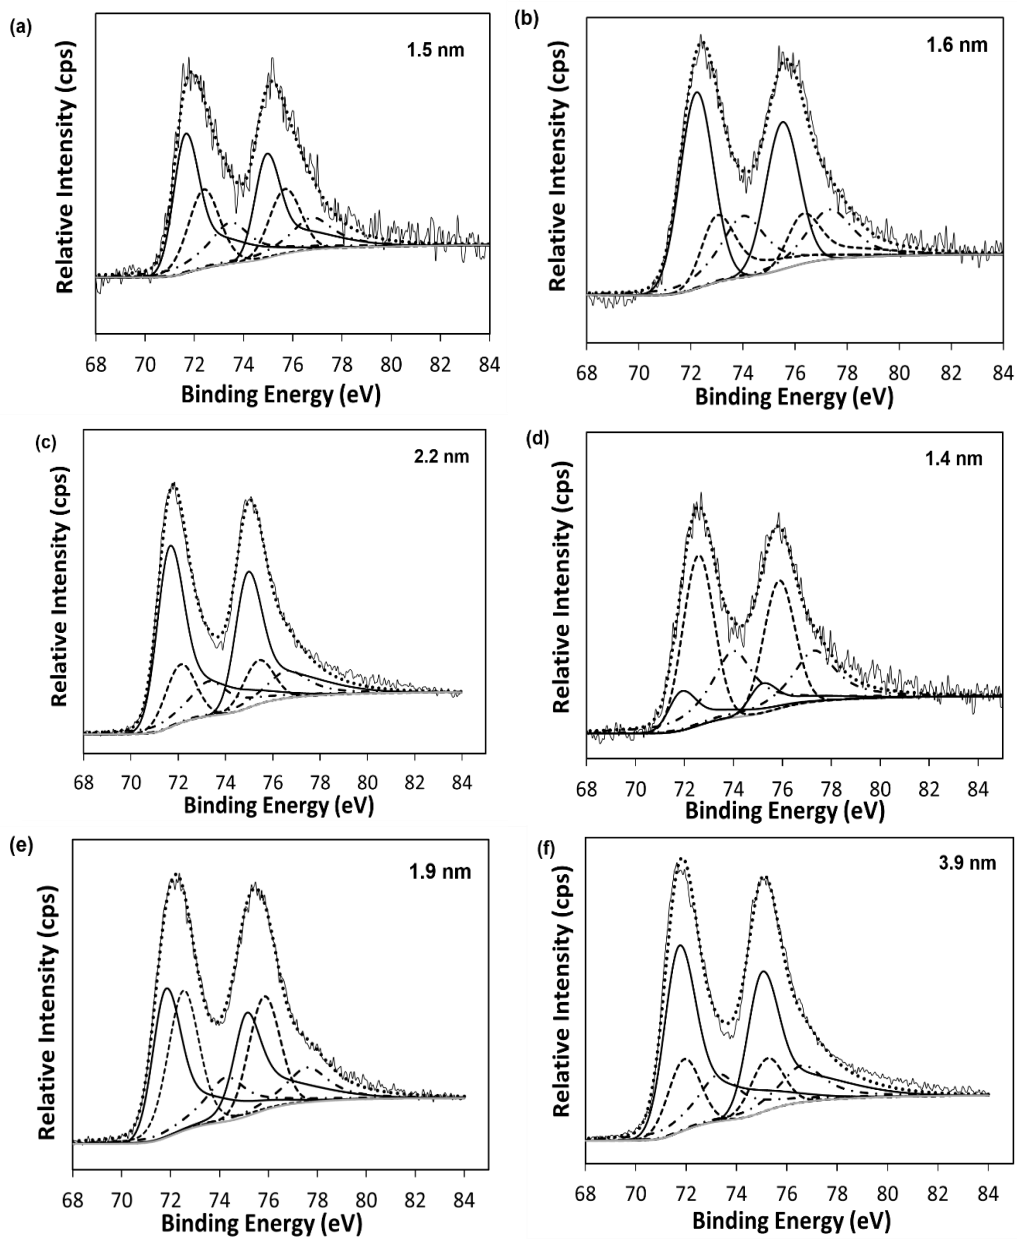 (a)
1.5 nm
Relative Intensity (cps)
68 70 72 74 76 78 80 82 84
Binding Energy (eV)
(b)
1.6 nm
Relative Intensity (cps)
68 70 72 74 76 78 80 82 84
Binding Energy (eV)
(c)
2.2 nm
Relative Intensity (cps)
68 70 72 74 76 78 80 82 84
Binding Energy (eV)
(d)
1.4 nm
Relative Intensity (cps)
68 70 72 74 76 78 80 82 84
Binding Energy (eV)
(e)
1.9 nm
Relative Intensity (cps)
68 70 72 74 76 78 80 82 84
Binding Energy (eV)
(f)
3.9 nm
Relative Intensity (cps)
68 70 72 74 76 78 80 82 84
Binding Energy (eV)